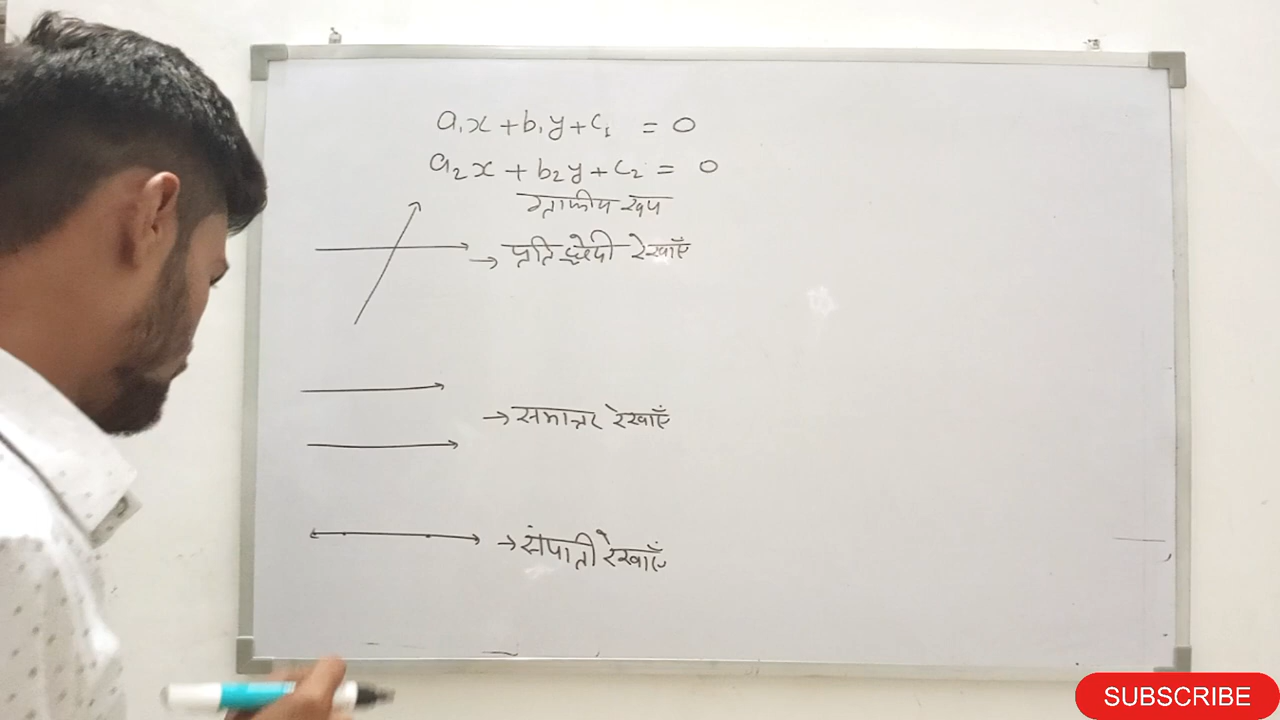 a₁x + b₁y + c₁ = 0
a₂x + b₂y + c₂ = 0
ग्राफीय रूप
→ प्रतिच्छेदी रेखाएँ
→ समान्तर रेखाएँ
→ संपाती रेखाएँ
SUBSCRIBE